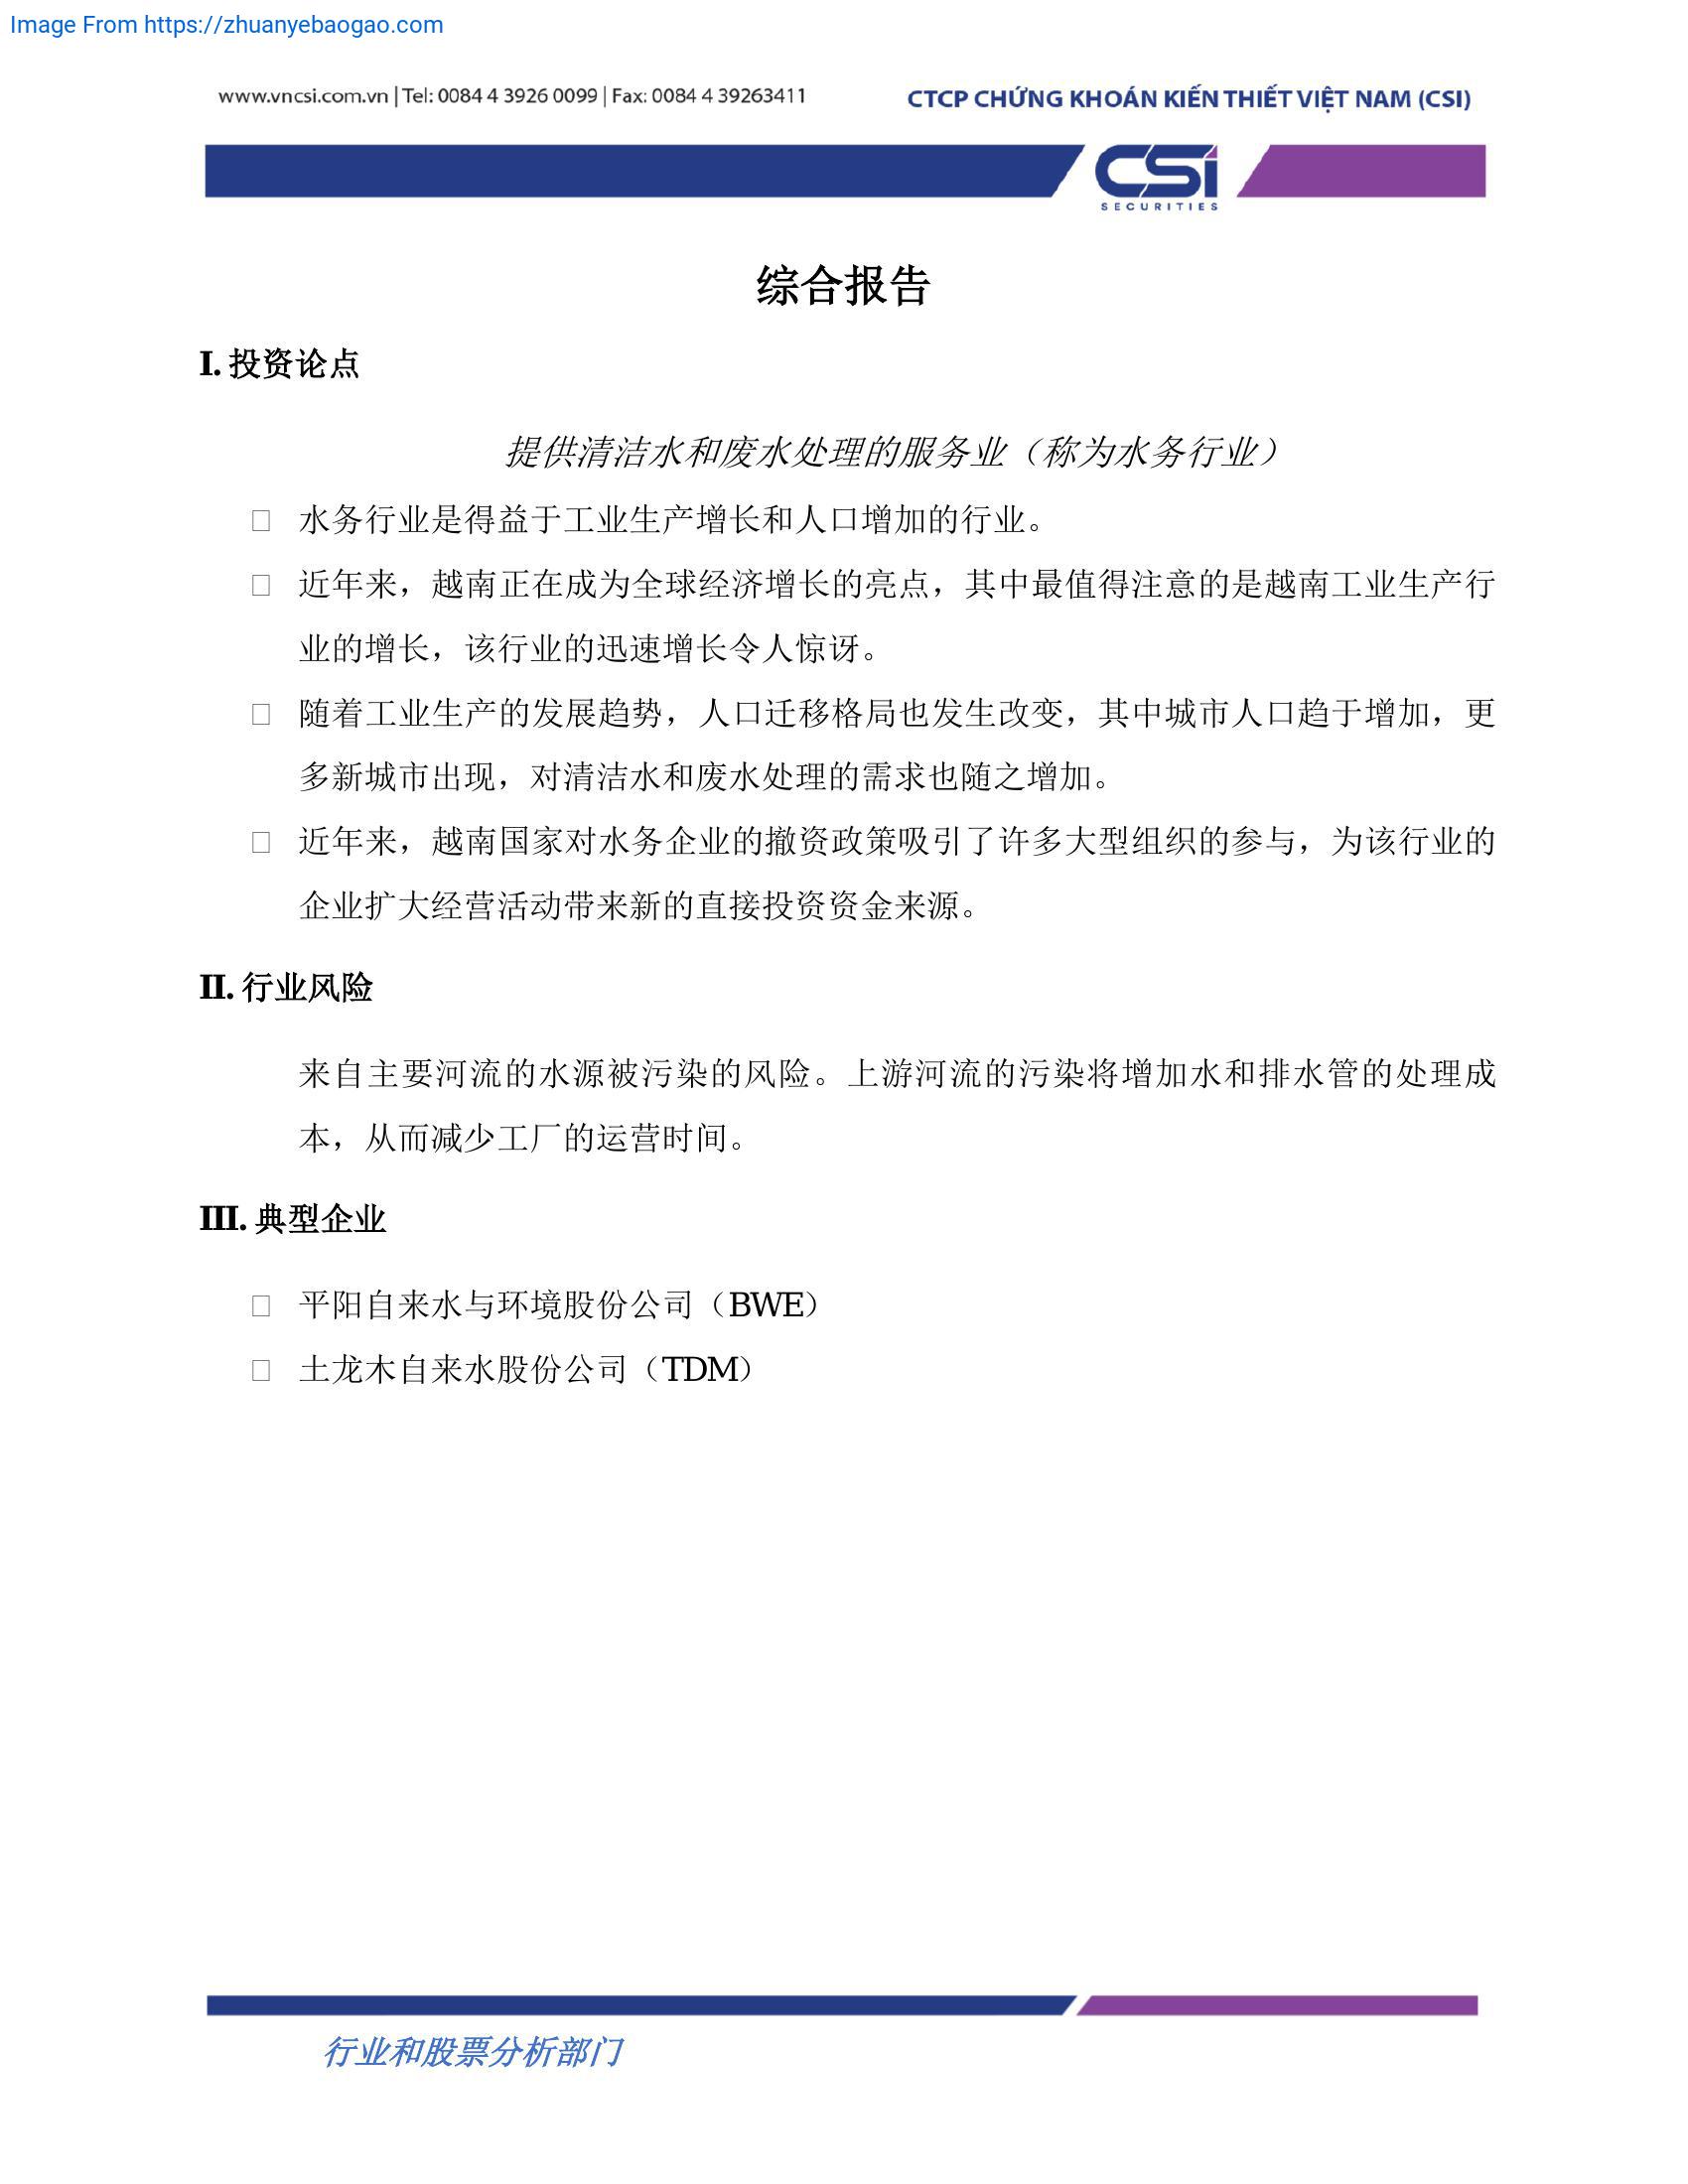 Image From https://zhuanyebaogao.com
www.vncsi.com.vn | Tel: 0084 4 3926 0099 | Fax: 0084 4 39263411
CTCP CHỨNG KHOÁN KIẾN THIẾT VIỆT NAM (CSI)
CSi
SECURITIES
综合报告
I. 投资论点
提供清洁水和废水处理的服务业（称为水务行业）
水务行业是得益于工业生产增长和人口增加的行业。
近年来，越南正在成为全球经济增长的亮点，其中最值得注意的是越南工业生产行
业的增长，该行业的迅速增长令人惊讶。
随着工业生产的发展趋势，人口迁移格局也发生改变，其中城市人口趋于增加，更
多新城市出现，对清洁水和废水处理的需求也随之增加。
近年来，越南国家对水务企业的撤资政策吸引了许多大型组织的参与，为该行业的
企业扩大经营活动带来新的直接投资资金来源。
II. 行业风险
来自主要河流的水源被污染的风险。上游河流的污染将增加水和排水管的处理成
本，从而减少工厂的运营时间。
III. 典型企业
平阳自来水与环境股份公司（BWE）
土龙木自来水股份公司（TDM）
行业和股票分析部门